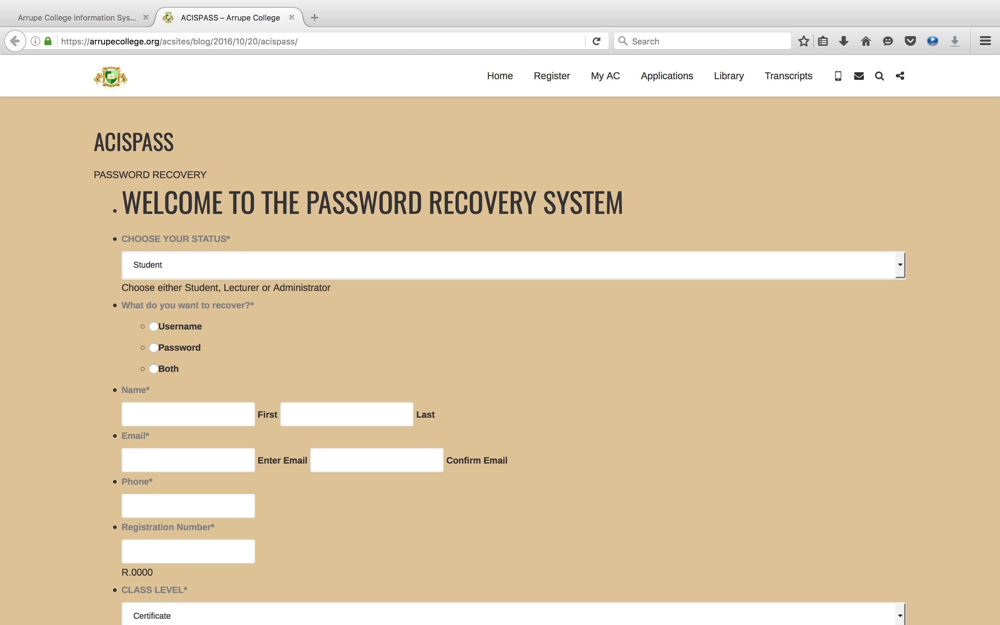 Arrupe College Information Sys...
ACISPASS – Arrupe College
https://arrupecollege.org/acsites/blog/2016/10/20/acispass/
Search
Home Register My AC Applications Library Transcripts
ACISPASS
PASSWORD RECOVERY
WELCOME TO THE PASSWORD RECOVERY SYSTEM
CHOOSE YOUR STATUS*
Student
Choose either Student, Lecturer or Administrator
What do you want to recover?*
Username
Password
Both
Name*
First Last
Email*
Enter Email Confirm Email
Phone*
Registration Number*
R.0000
CLASS LEVEL*
Certificate